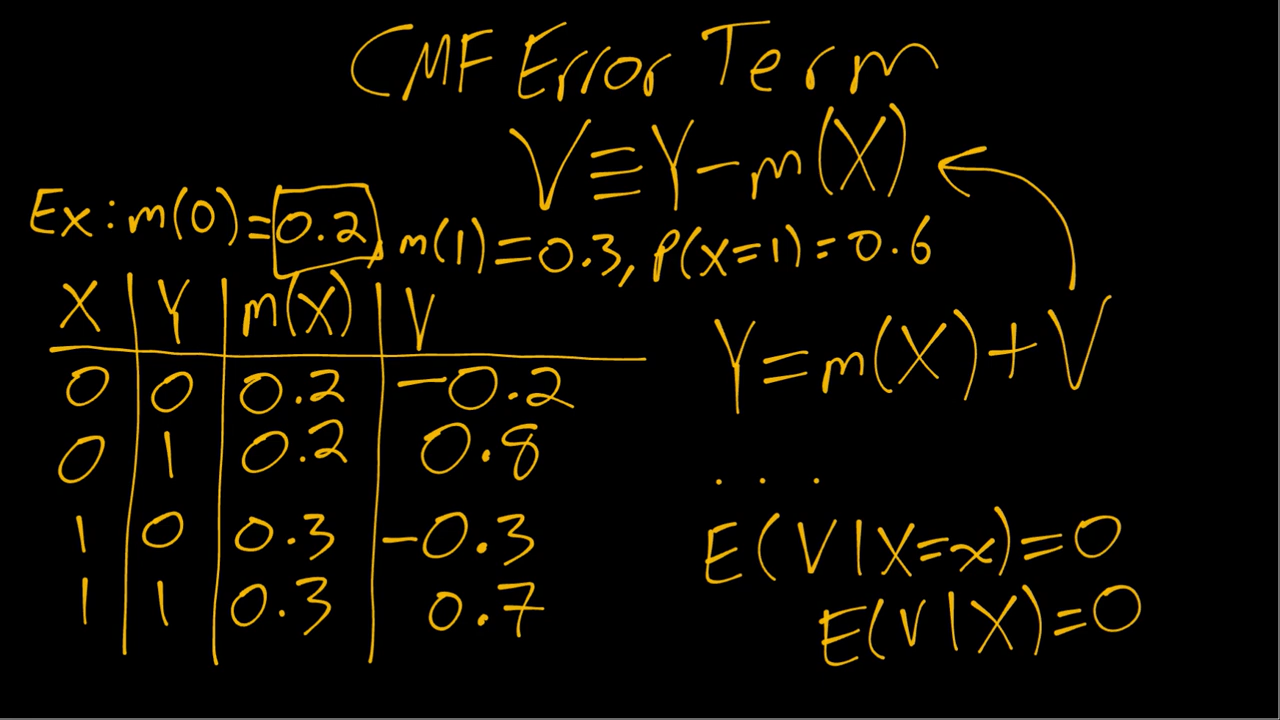 CMF Error Term
V≡Y-m(X)
Ex: m(0)=0.2, m(1)=0.3, P(X=1)=0.6
X Y m(X) V
0 0 0.2 -0.2
0 1 0.2 0.8
1 0 0.3 -0.3
1 1 0.3 0.7
Y=m(X)+V
. . .
E(V|X=x)=0
E(V|X)=0